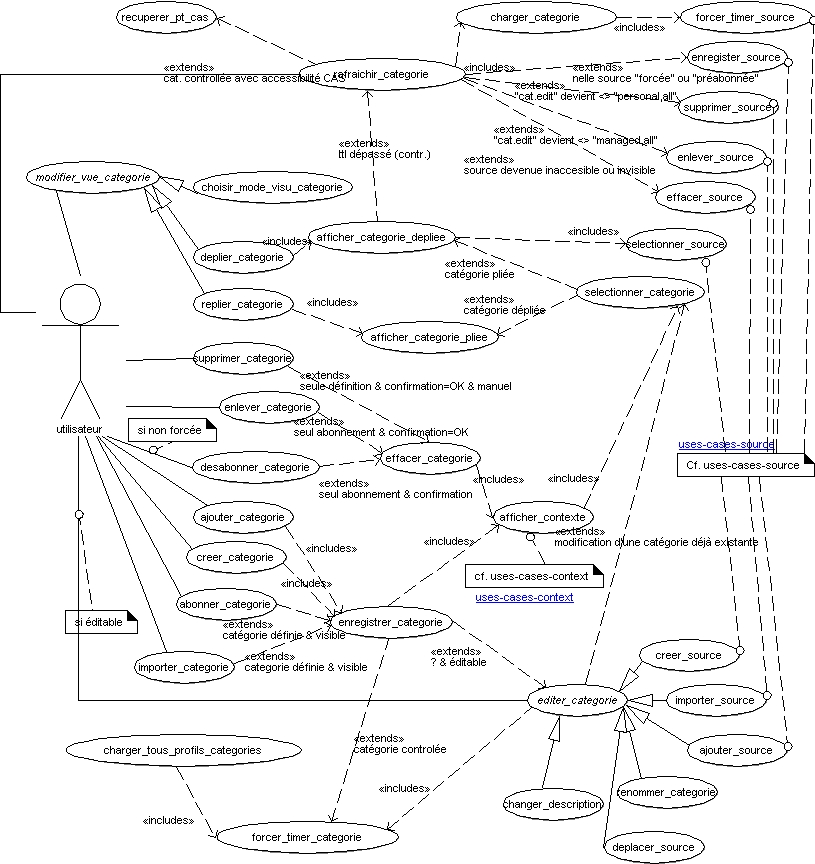 recuperer_pt_cas
charger_categorie
forcer_timer_source
«includes»
«extends»
cat. controllée avec accessibilité CAS
refraichir_categorie
«includes»
enregister_source
«extends»
nelle source "forcée" ou "préabonnée"
«extends»
"cat.edit" devient <> "personal,all"
supprimer_source
«extends»
"cat.edit" devient <> "managed,all"
«extends»
ttl dépassé (contr.)
enlever_source
«extends»
source devenue inaccesible ou invisible
modifier_vue_categorie
choisir_mode_visu_categorie
effacer_source
deplier_categorie
«includes»
afficher_categorie_depliee
«includes»
selectionner_source
«extends»
catégorie pliée
replier_categorie
«includes»
selectionner_categorie
«extends»
catégorie dépliée
afficher_categorie_pliee
supprimer_categorie
«extends»
seule définition & confirmation=OK & manuel
enlever_categorie
«extends»
seul abonnement & confirmation=OK
utilisateur
si non forcée
effacer_categorie
uses-cases-source
Cf. uses-cases-source
desabonner_categorie
«extends»
seul abonnement & confirmation
«includes»
«includes»
ajouter_categorie
afficher_contexte
«extends»
modification d'une catégorie déjà existante
creer_categorie
«includes»
«includes»
«includes»
cf. uses-cases-context
uses-cases-context
abonner_categorie
si éditable
enregistrer_categorie
«extends»
catégorie définie & visible
importer_categorie
«extends»
categorie définie & visible
«extends»
? & éditable
creer_source
editer_categorie
importer_source
«extends»
catégorie controlée
charger_tous_profils_categories
ajouter_source
«includes»
renommer_categorie
changer_description
«includes»
forcer_timer_categorie
deplacer_source